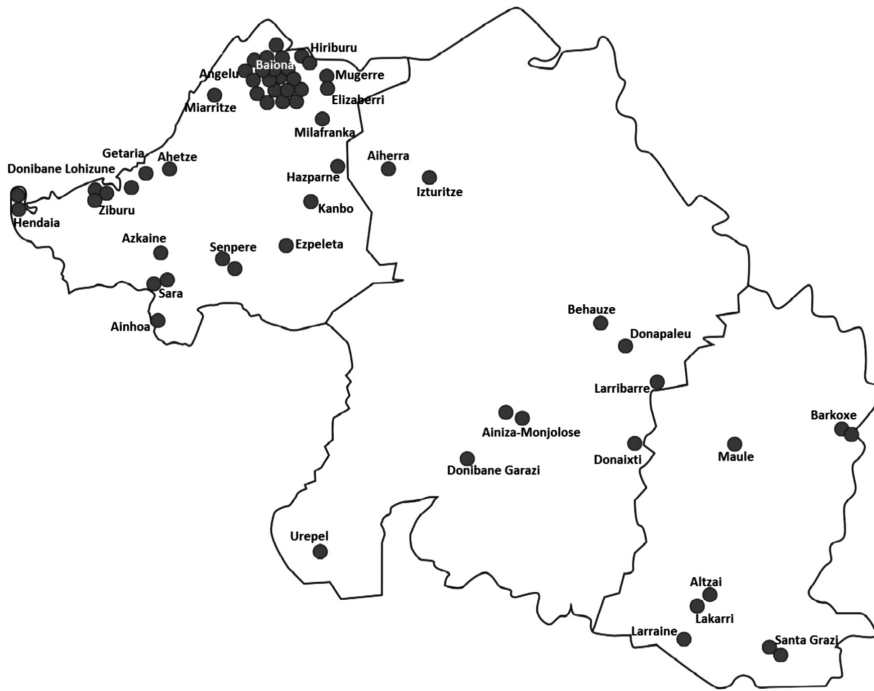 Hiriburu
Baiona
Angelu
Mugerre
Elizaberri
Miarritze
Milafranka
Getaria
Ahetze
Donibane Lohizune
Hazparne
Aiherra
Izturitze
Ziburu
Kanbo
Hendaia
Azkaine
Senpere
Ezpeleta
Sara
Ainhoa
Behauze
Donapaleu
Larribarre
Barkoxe
Ainiza-Monjolose
Donaixti
Maule
Donibane Garazi
Urepel
Altzai
Lakarri
Larraine
Santa Grazi